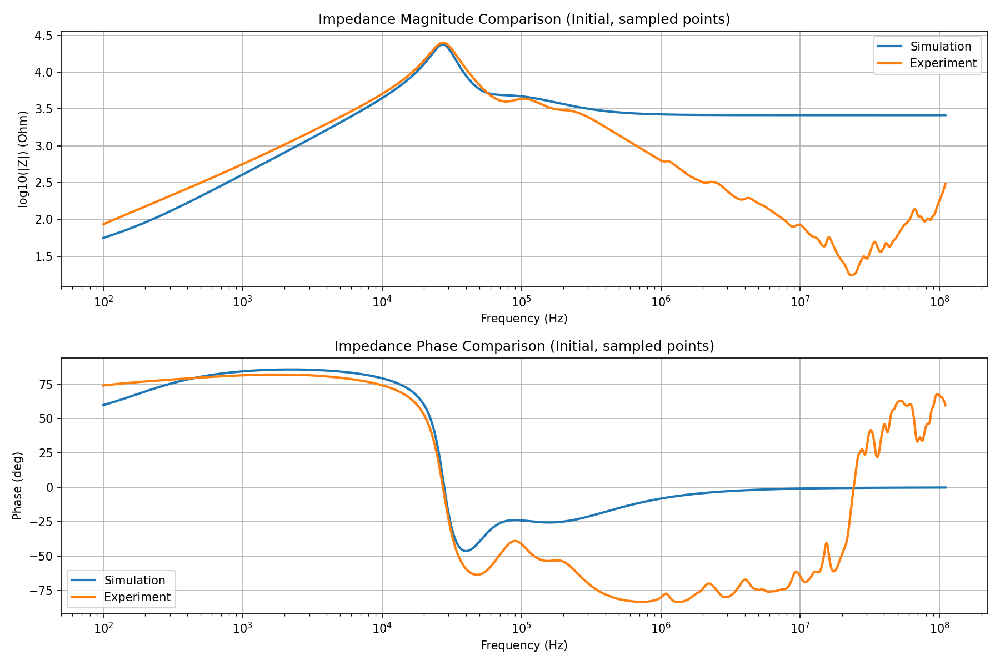 Impedance Magnitude Comparison (Initial, sampled points)
log10(|Z|) (Ohm)
4.5
4.0
3.5
3.0
2.5
2.0
1.5
Simulation
Experiment
10² 10³ 10⁴ 10⁵ 10⁶ 10⁷ 10⁸
Frequency (Hz)
Impedance Phase Comparison (Initial, sampled points)
Phase (deg)
75
50
25
0
−25
−50
−75
Simulation
Experiment
10² 10³ 10⁴ 10⁵ 10⁶ 10⁷ 10⁸
Frequency (Hz)